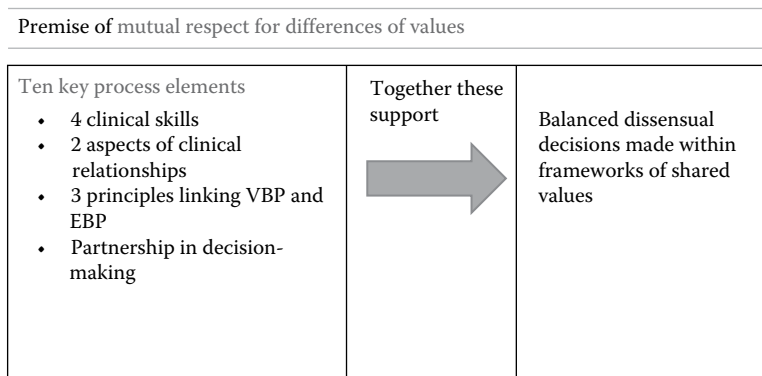 Premise of mutual respect for differences of values
Ten key process elements
• 4 clinical skills
• 2 aspects of clinical
relationships
• 3 principles linking VBP and
EBP
• Partnership in decision-
making
Together these
support
Balanced dissensual
decisions made within
frameworks of shared
values